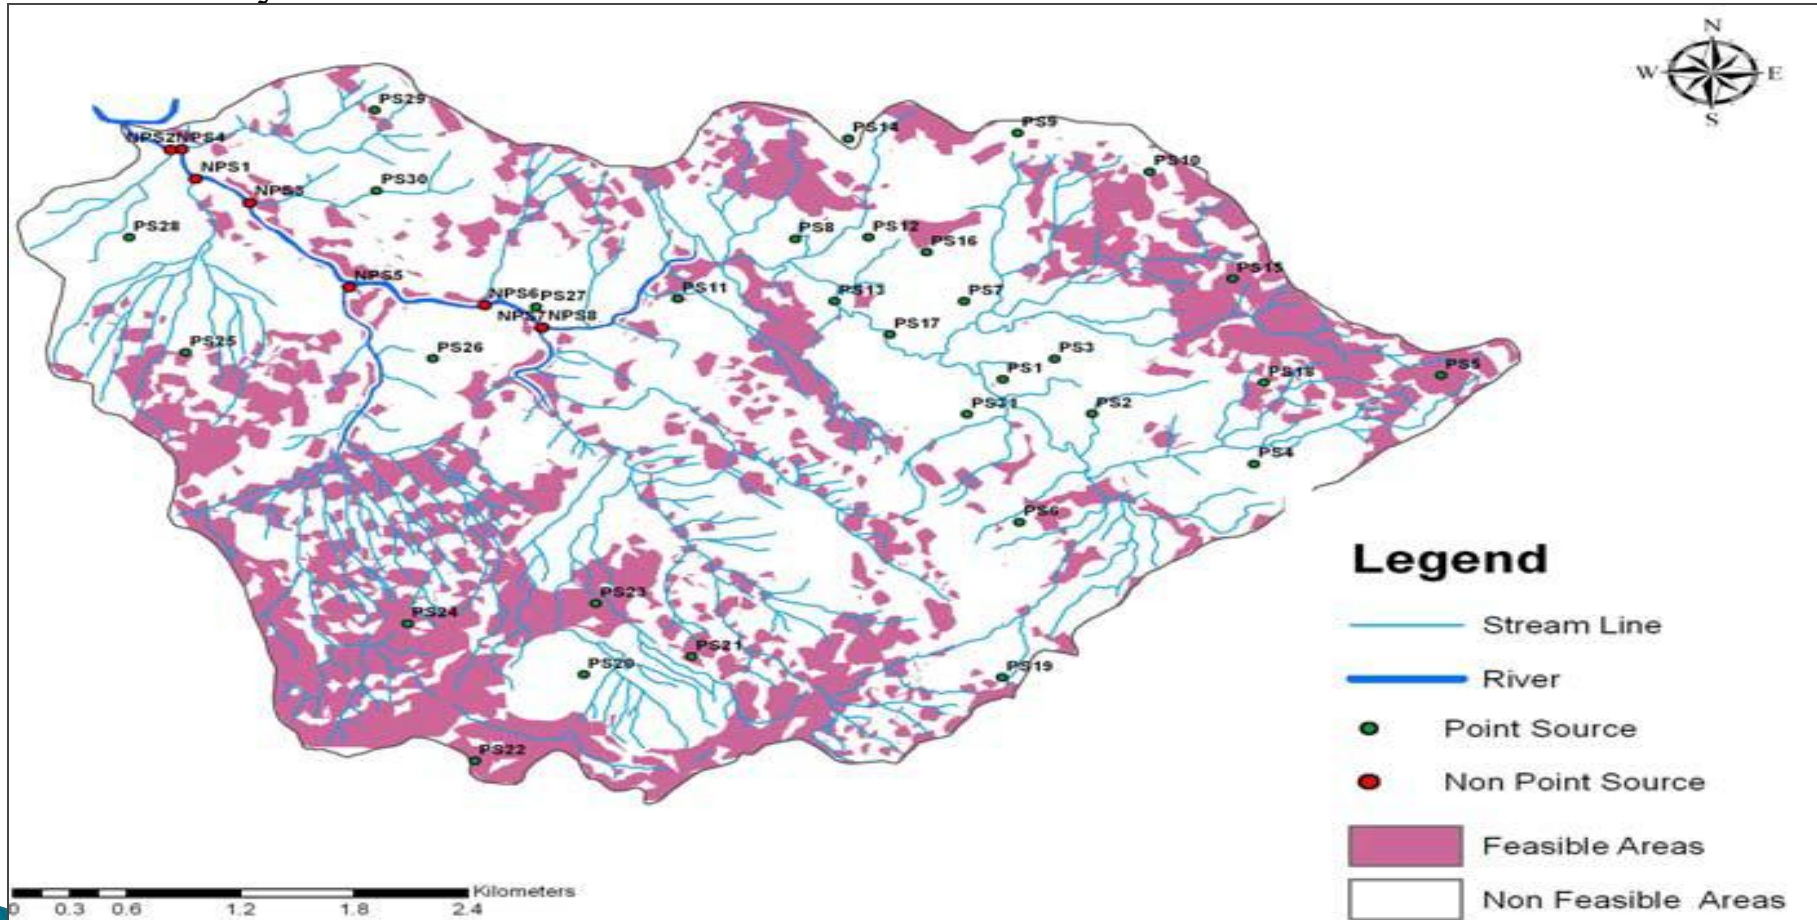 N
W E
S
PS29
PS14
PS9
NPS2NPS4
PS10
NPS1
PS30
NPS3
PS28
PS8
PS12
PS16
NPS5
PS15
NPS6
PS27
PS11
PS13
PS7
NPS7NPS8
PS17
PS25
PS26
PS3
PS1
PS18
PS5
PS31
PS2
PS4
PS6
PS23
PS24
PS21
PS20
PS19
PS22
Legend
Stream Line
River
Point Source
Non Point Source
Feasible Areas
Non Feasible Areas
Kilometers
0 0.3 0.6 1.2 1.8 2.4